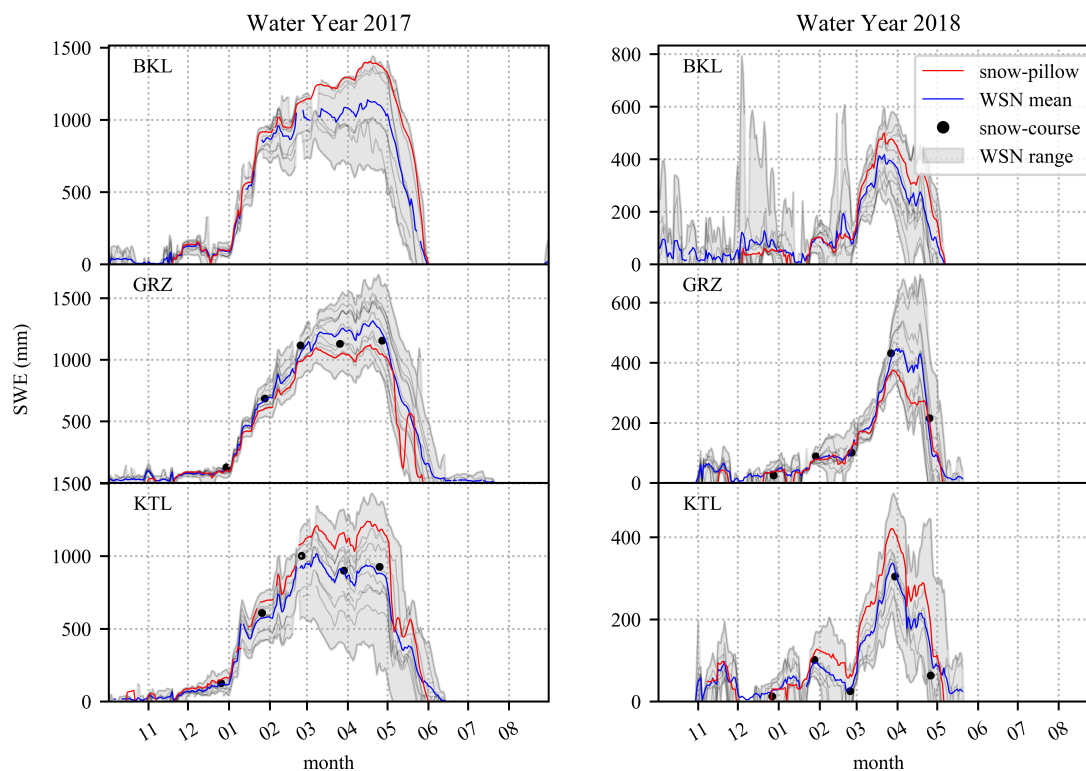 Water Year 2017
Water Year 2018
1500
1000
500
0
BKL
800
600
400
200
0
BKL
snow-pillow
WSN mean
snow-course
WSN range
SWE (mm)
1500
1000
500
0
GRZ
600
400
200
0
GRZ
1500
1000
500
0
KTL
400
200
0
KTL
11 12 01 02 03 04 05 06 07 08
11 12 01 02 03 04 05 06 07 08
month
month